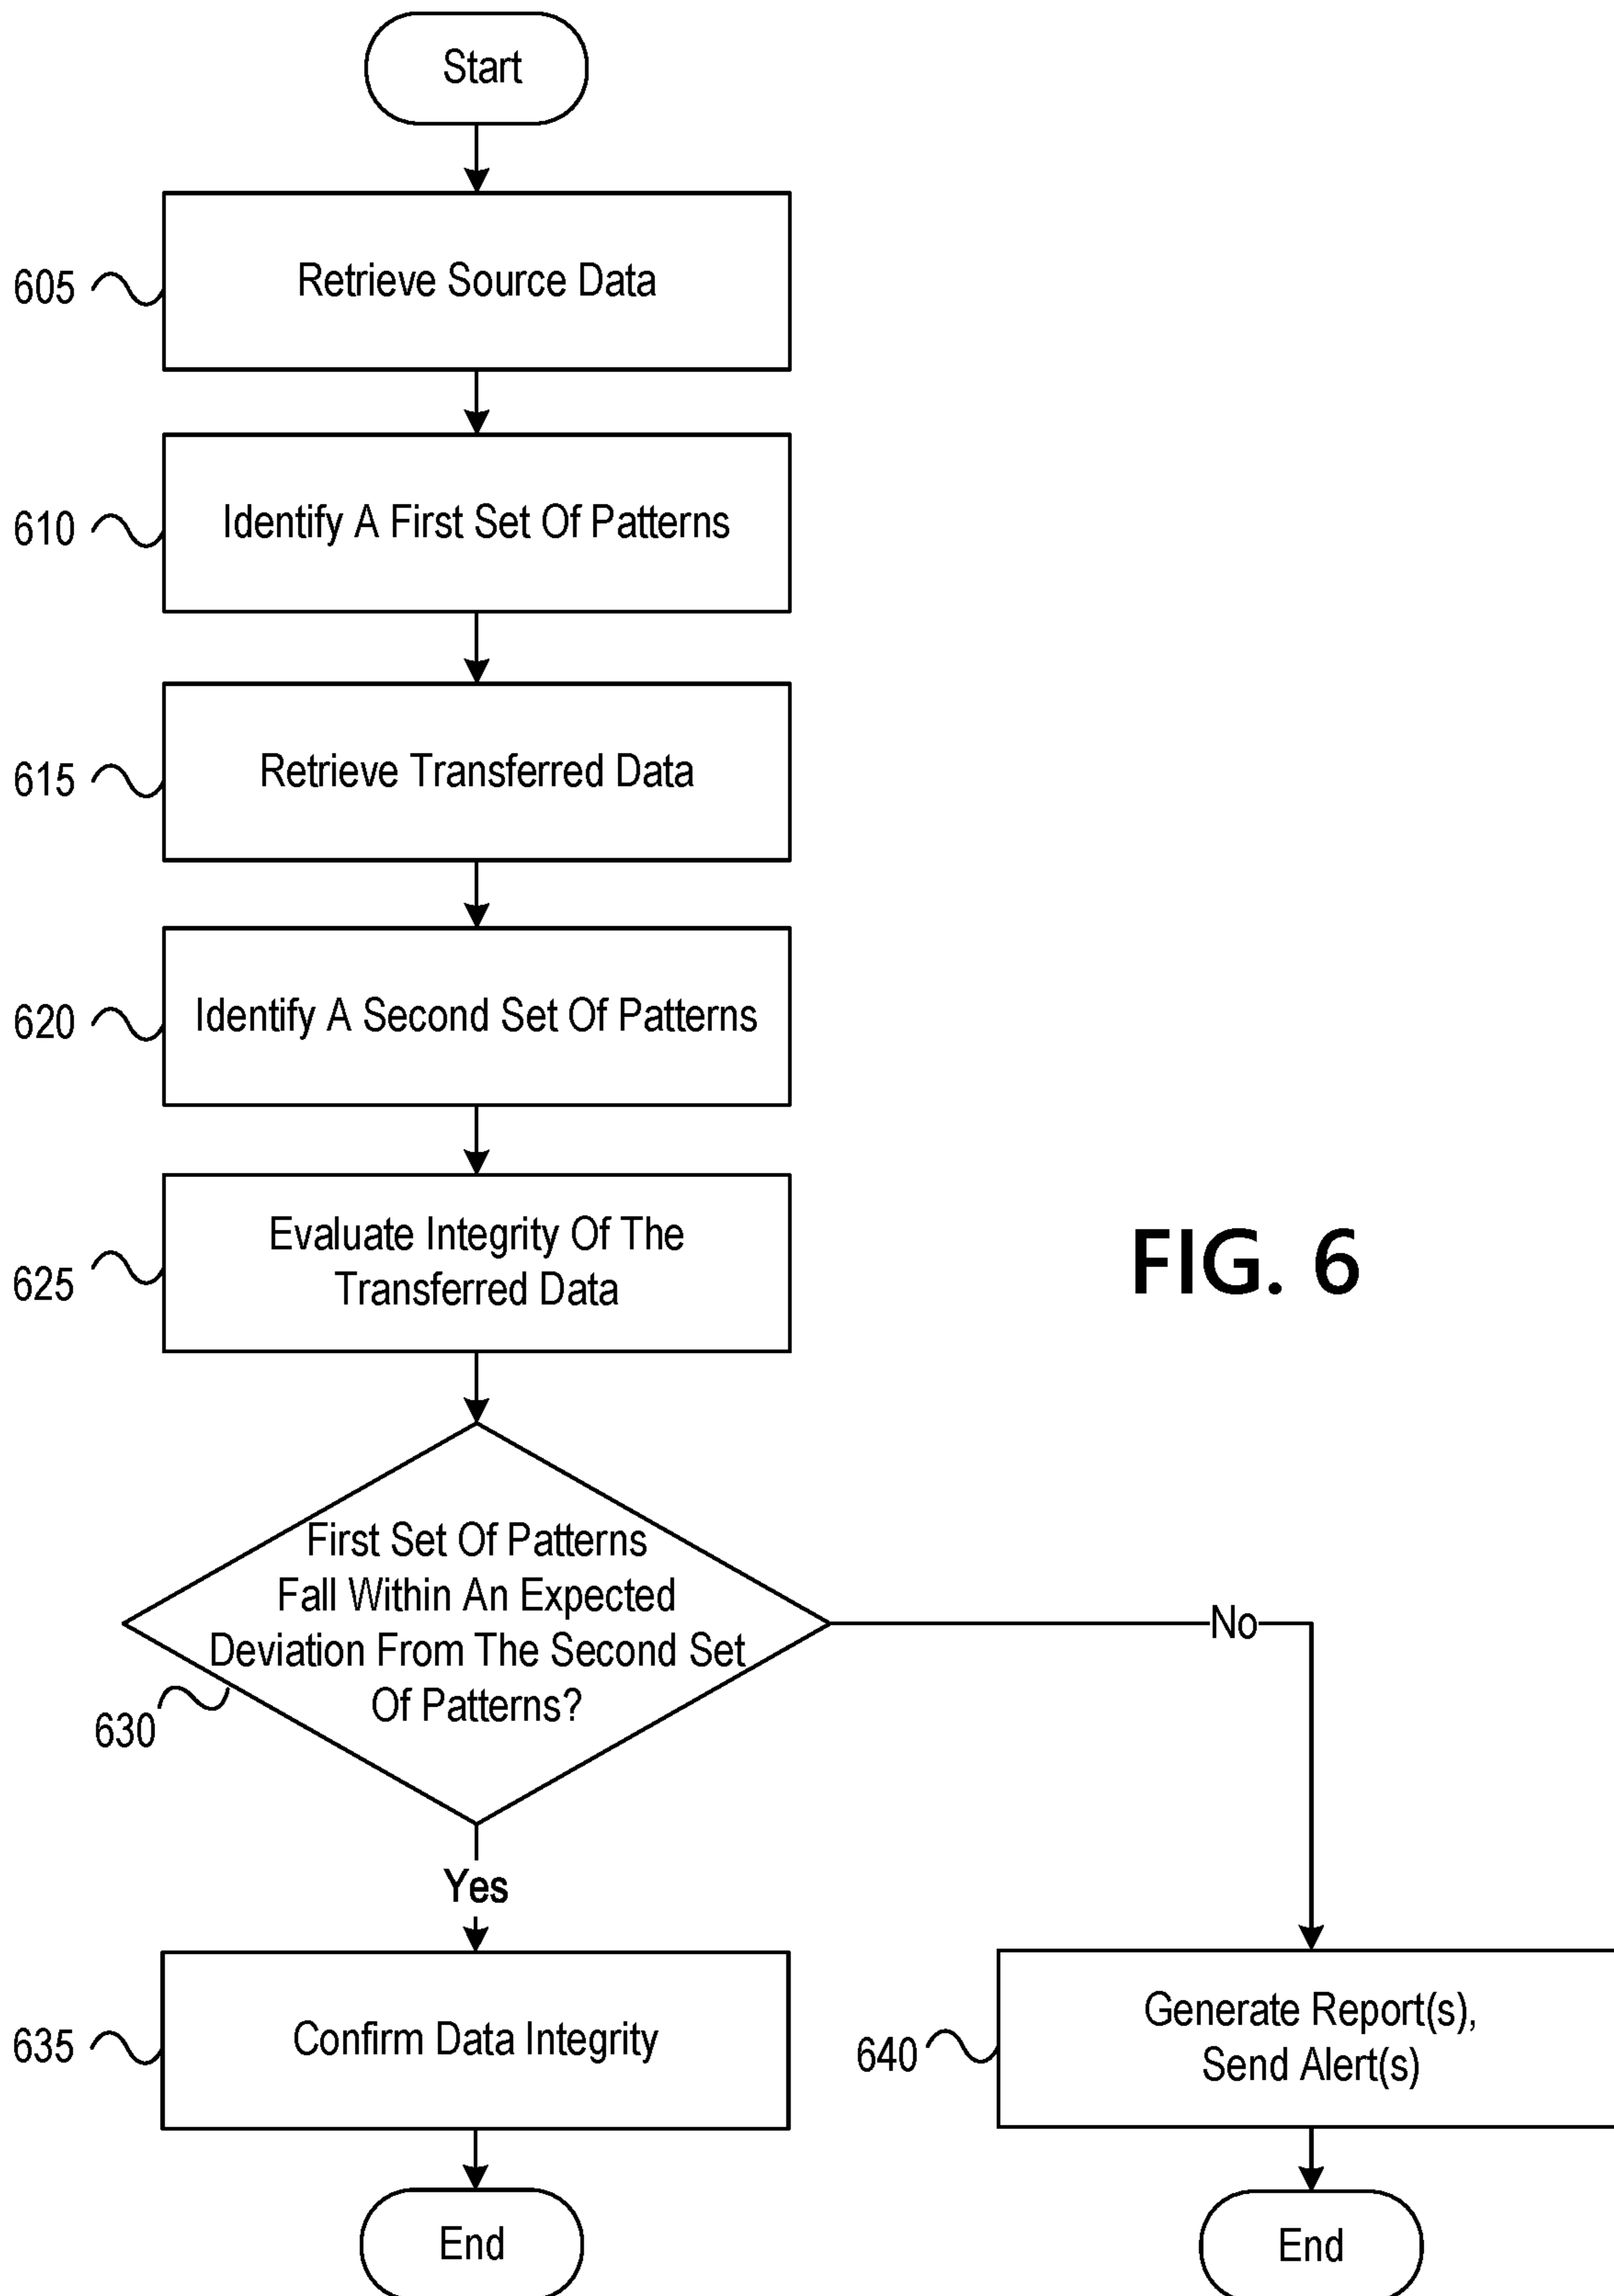 Start
605
Retrieve Source Data
610
Identify A First Set Of Patterns
615
Retrieve Transferred Data
620
Identify A Second Set Of Patterns
625
Evaluate Integrity Of The
Transferred Data
FIG. 6
First Set Of Patterns
Fall Within An Expected
Deviation From The Second Set
Of Patterns?
630
No
Yes
635
Confirm Data Integrity
640
Generate Report(s),
Send Alert(s)
End
End